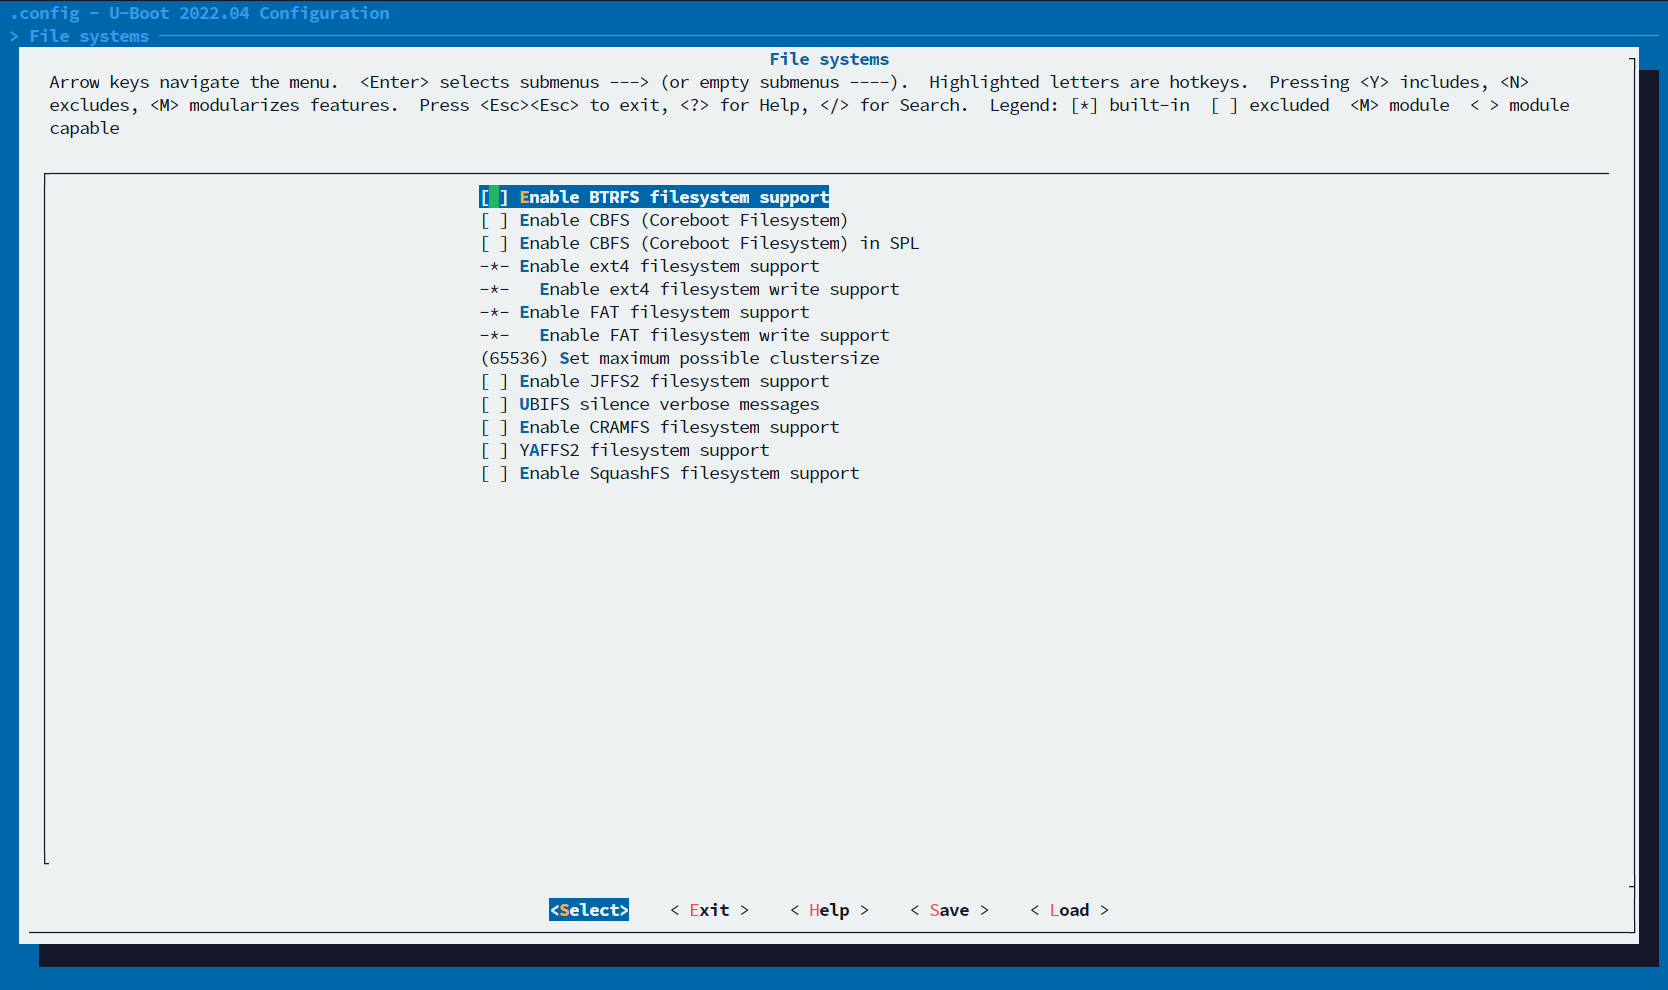 .config - U-Boot 2022.04 Configuration
> File systems
File systems
Arrow keys navigate the menu.  <Enter> selects submenus ---> (or empty submenus ----).  Highlighted letters are hotkeys.  Pressing <Y> includes, <N>
excludes, <M> modularizes features.  Press <Esc><Esc> to exit, <?> for Help, </> for Search.  Legend: [*] built-in  [ ] excluded  <M> module  < > module
capable
[ ] Enable BTRFS filesystem support
[ ] Enable CBFS (Coreboot Filesystem)
[ ] Enable CBFS (Coreboot Filesystem) in SPL
-*- Enable ext4 filesystem support
-*-   Enable ext4 filesystem write support
-*- Enable FAT filesystem support
-*-   Enable FAT filesystem write support
(65536) Set maximum possible clustersize
[ ] Enable JFFS2 filesystem support
[ ] UBIFS silence verbose messages
[ ] Enable CRAMFS filesystem support
[ ] YAFFS2 filesystem support
[ ] Enable SquashFS filesystem support
<Select>    < Exit >    < Help >    < Save >    < Load >